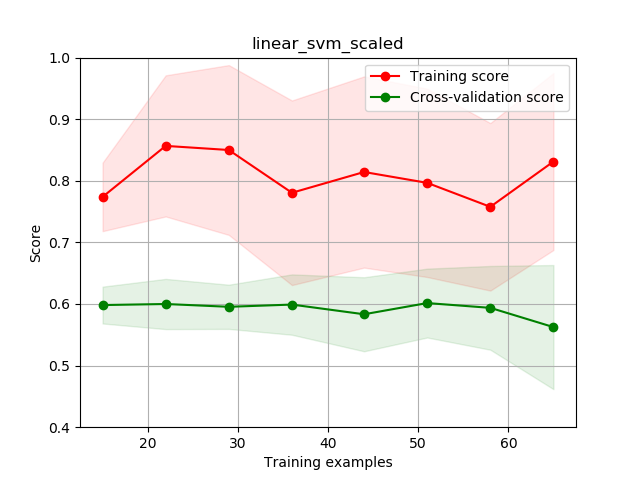 linear_svm_scaled
1.0
0.9
0.8
0.7
0.6
0.5
0.4
Score
Training score
Cross-validation score
20 30 40 50 60
Training examples